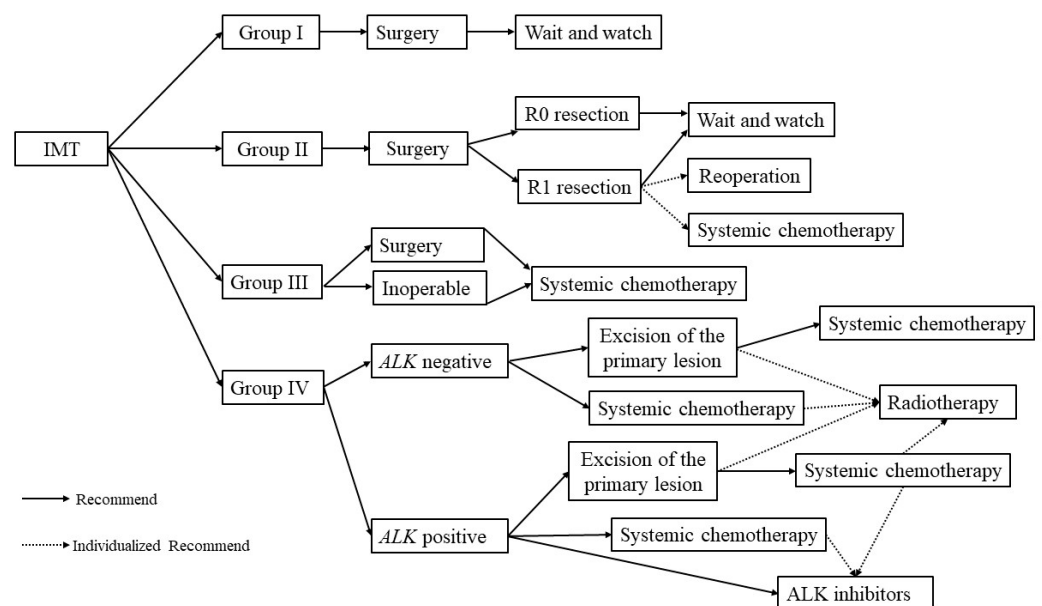 Group I
Surgery
Wait and watch
IMT
Group II
Surgery
R0 resection
Wait and watch
R1 resection
Reoperation
Systemic chemotherapy
Group III
Surgery
Inoperable
Systemic chemotherapy
Group IV
ALK negative
Excision of the
primary lesion
Systemic chemotherapy
Systemic chemotherapy
Radiotherapy
ALK positive
Excision of the
primary lesion
Systemic chemotherapy
Systemic chemotherapy
ALK inhibitors
Recommend
Individualized Recommend